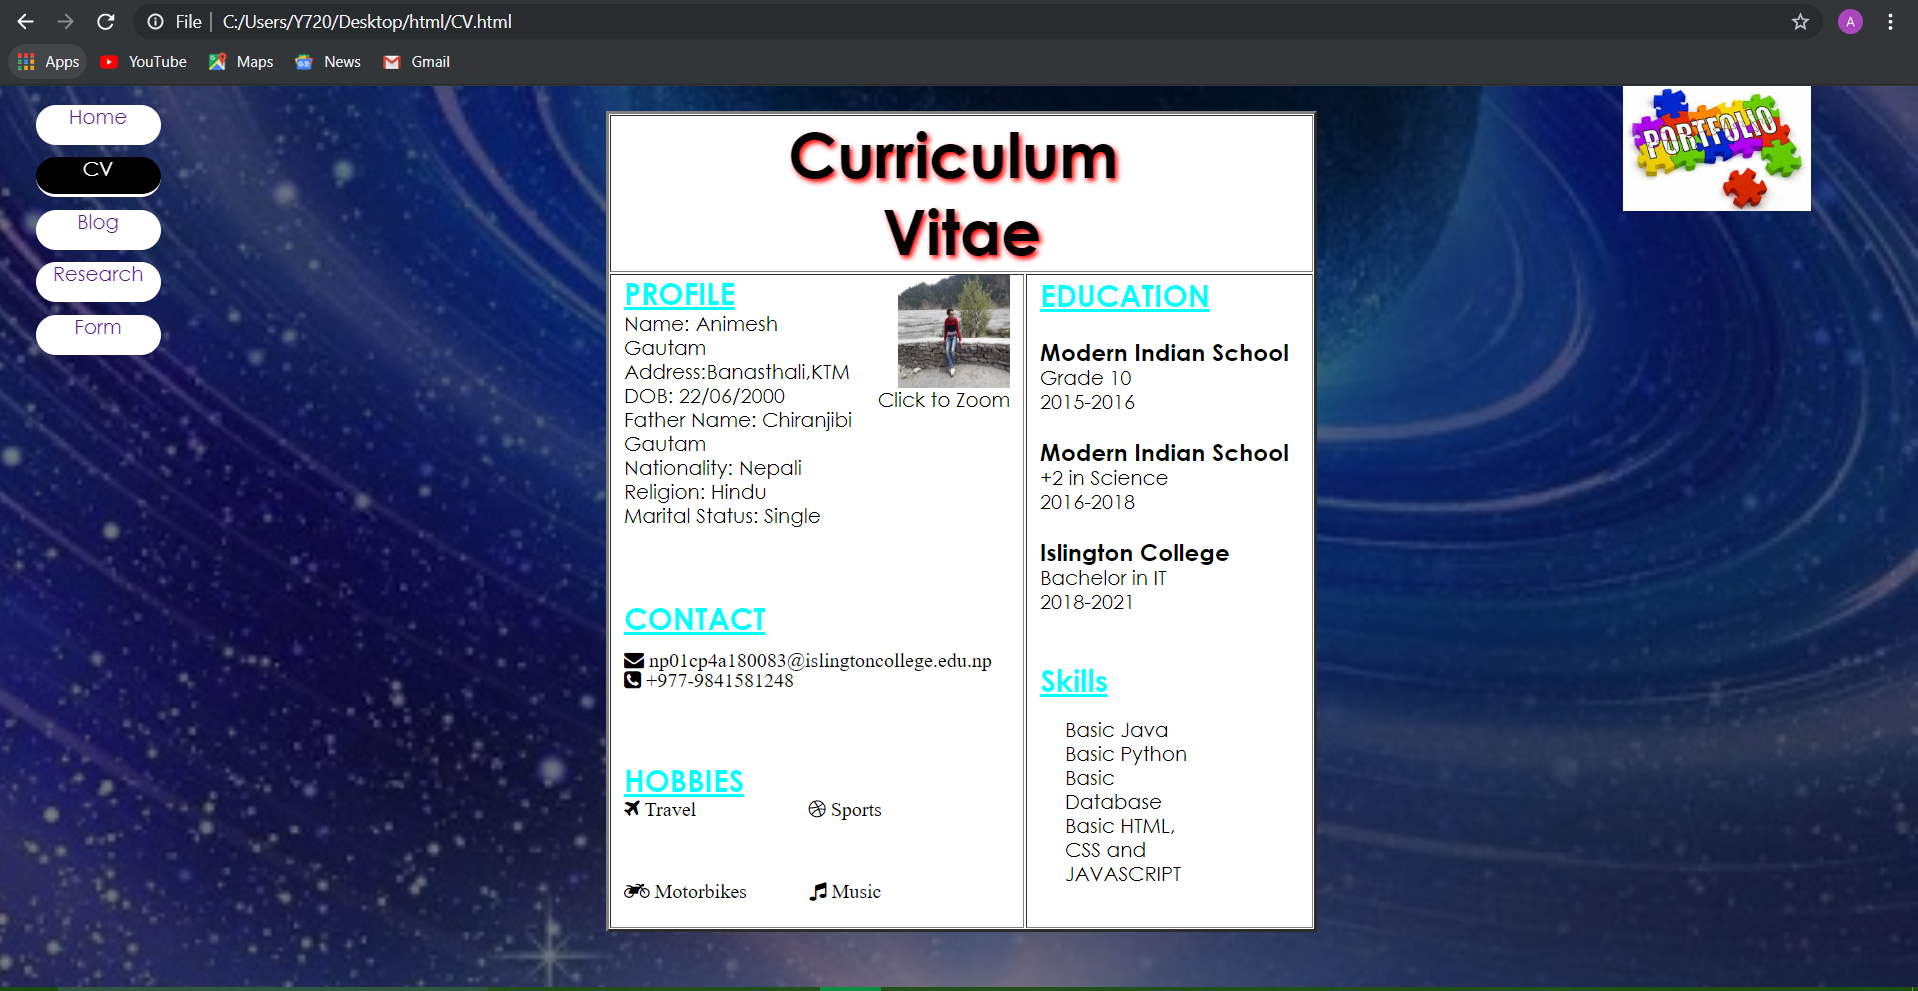 File | C:/Users/Y720/Desktop/html/CV.html
A
Apps YouTube Maps News Gmail
Home
CV
Blog
Research
Form
PORTFOLIO
Curriculum
Vitae
PROFILE
Name: Animesh
Gautam
Address:Banasthali,KTM
DOB: 22/06/2000
Father Name: Chiranjibi
Gautam
Nationality: Nepali
Religion: Hindu
Marital Status: Single
Click to Zoom
CONTACT
np01cp4a180083@islingtoncollege.edu.np
+977-9841581248
HOBBIES
Travel Sports
Motorbikes Music
EDUCATION
Modern Indian School
Grade 10
2015-2016
Modern Indian School
+2 in Science
2016-2018
Islington College
Bachelor in IT
2018-2021
Skills
Basic Java
Basic Python
Basic
Database
Basic HTML,
CSS and
JAVASCRIPT